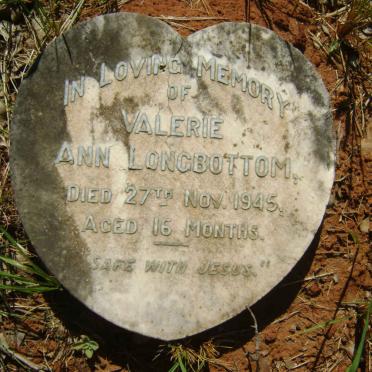 IN LOVING MEMORY
OF
VALERIE
ANN LONGBOTTOM.
DIED 27TH NOV. 1945.
AGED 16 MONTHS.
"SAFE WITH JESUS."